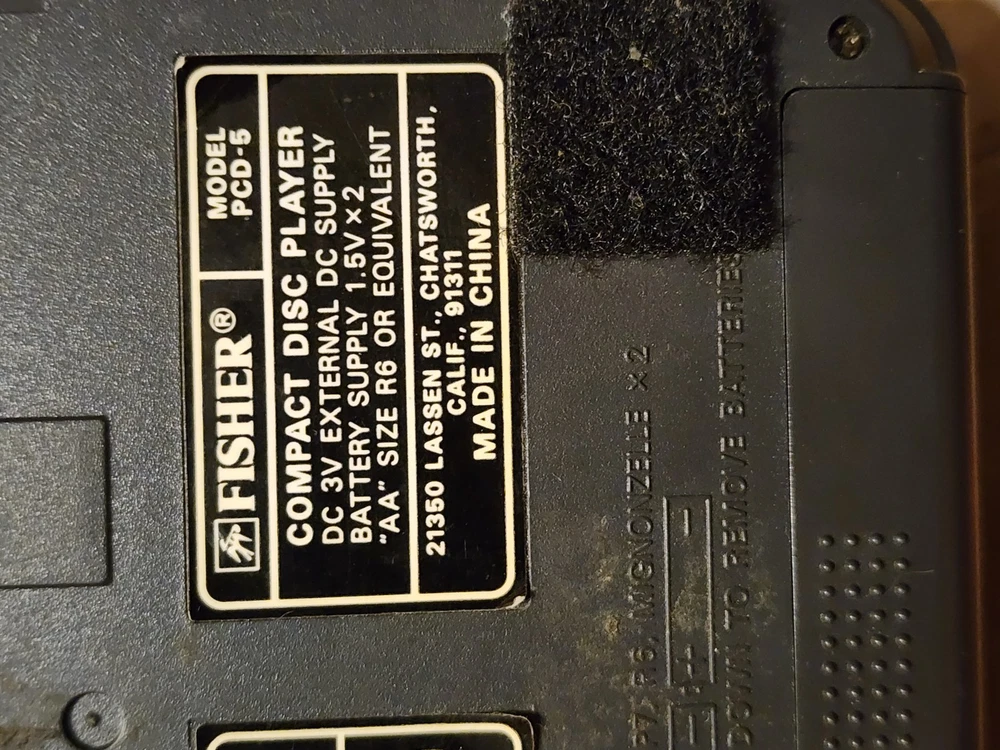 FISHER®
MODEL
PCD-5
COMPACT DISC PLAYER
DC 3V EXTERNAL DC SUPPLY
BATTERY SUPPLY 1.5V×2
"AA" SIZE R6 OR EQUIVALENT
21350 LASSEN ST., CHATSWORTH,
CALIF., 91311
MADE IN CHINA
R6, MIGNONZELLE ×2
DOWN TO REMOVE BATTERIES